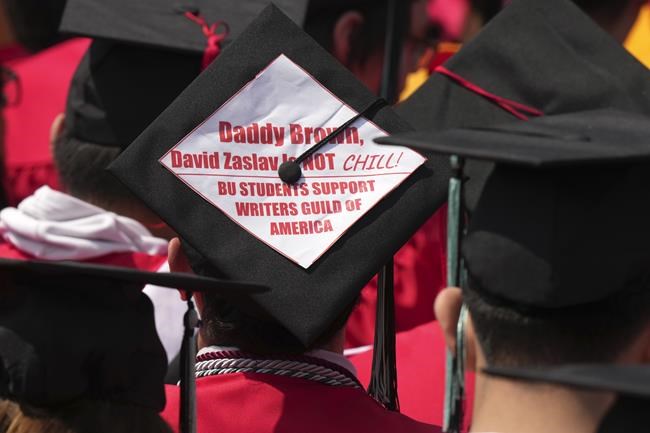 Daddy Brown,
David Zaslav is NOT CHILL!
BU STUDENTS SUPPORT
WRITERS GUILD OF
AMERICA